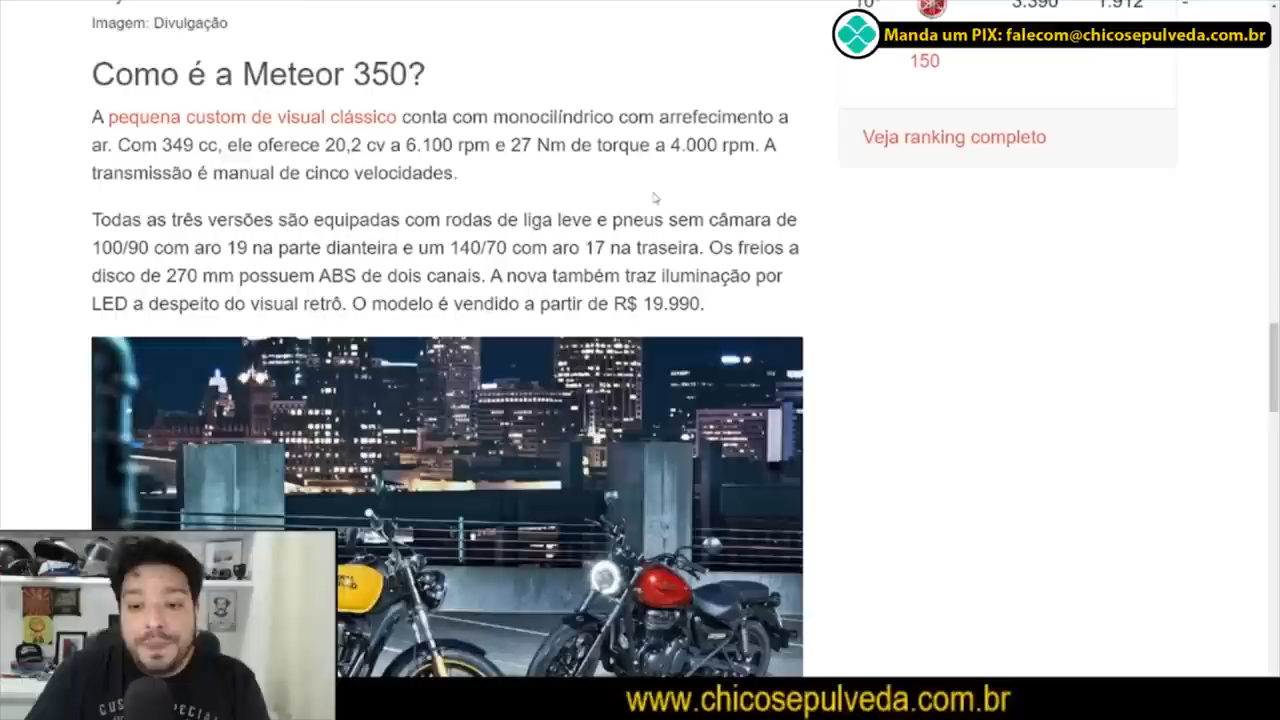 Imagem: Divulgação
10º
3.390
1.912
-
Manda um PIX: falecom@chicosepulveda.com.br
150
Veja ranking completo
Como é a Meteor 350?
A pequena custom de visual clássico conta com monocilíndrico com arrefecimento a
ar. Com 349 cc, ele oferece 20,2 cv a 6.100 rpm e 27 Nm de torque a 4.000 rpm. A
transmissão é manual de cinco velocidades.
Todas as três versões são equipadas com rodas de liga leve e pneus sem câmara de
100/90 com aro 19 na parte dianteira e um 140/70 com aro 17 na traseira. Os freios a
disco de 270 mm possuem ABS de dois canais. A nova também traz iluminação por
LED a despeito do visual retrô. O modelo é vendido a partir de R$ 19.990.
www.chicosepulveda.com.br